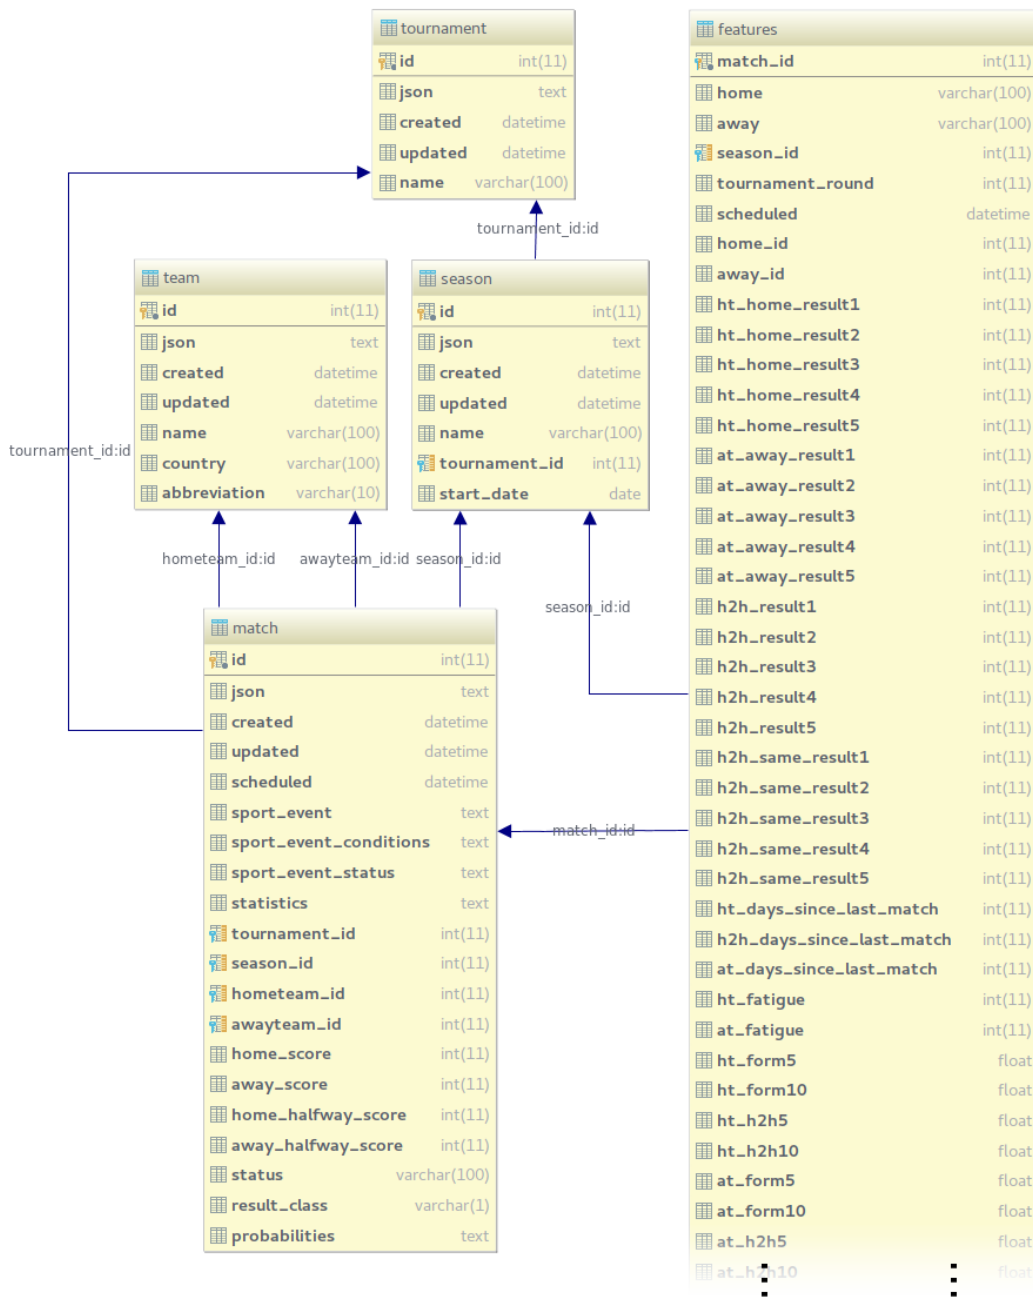 tournament
id int(11)
json text
created datetime
updated datetime
name varchar(100)
tournament_id:id
team
id int(11)
json text
created datetime
updated datetime
name varchar(100)
country varchar(100)
abbreviation varchar(10)
season
id int(11)
json text
created datetime
updated datetime
name varchar(100)
tournament_id int(11)
start_date date
tournament_id:id
hometeam_id:id
awayteam_id:id
season_id:id
season_id:id
match
id int(11)
json text
created datetime
updated datetime
scheduled datetime
sport_event text
sport_event_conditions text
sport_event_status text
statistics text
tournament_id int(11)
season_id int(11)
hometeam_id int(11)
awayteam_id int(11)
home_score int(11)
away_score int(11)
home_halfway_score int(11)
away_halfway_score int(11)
status varchar(100)
result_class varchar(1)
probabilities text
match_id:id
features
match_id int(11)
home varchar(100)
away varchar(100)
season_id int(11)
tournament_round int(11)
scheduled datetime
home_id int(11)
away_id int(11)
ht_home_result1 int(11)
ht_home_result2 int(11)
ht_home_result3 int(11)
ht_home_result4 int(11)
ht_home_result5 int(11)
at_away_result1 int(11)
at_away_result2 int(11)
at_away_result3 int(11)
at_away_result4 int(11)
at_away_result5 int(11)
h2h_result1 int(11)
h2h_result2 int(11)
h2h_result3 int(11)
h2h_result4 int(11)
h2h_result5 int(11)
h2h_same_result1 int(11)
h2h_same_result2 int(11)
h2h_same_result3 int(11)
h2h_same_result4 int(11)
h2h_same_result5 int(11)
ht_days_since_last_match int(11)
h2h_days_since_last_match int(11)
at_days_since_last_match int(11)
ht_fatigue int(11)
at_fatigue int(11)
ht_form5 float
ht_form10 float
ht_h2h5 float
ht_h2h10 float
at_form5 float
at_form10 float
at_h2h5 float
at_h2h10 float